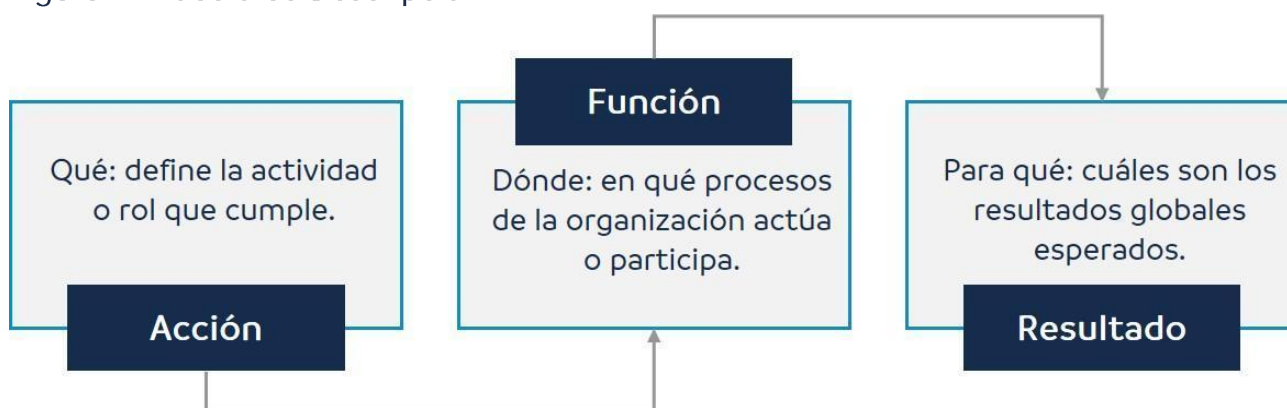 Función
Qué: define la actividad
o rol que cumple.
Acción
Dónde: en qué procesos
de la organización actúa
o participa.
Para qué: cuáles son los
resultados globales
esperados.
Resultado